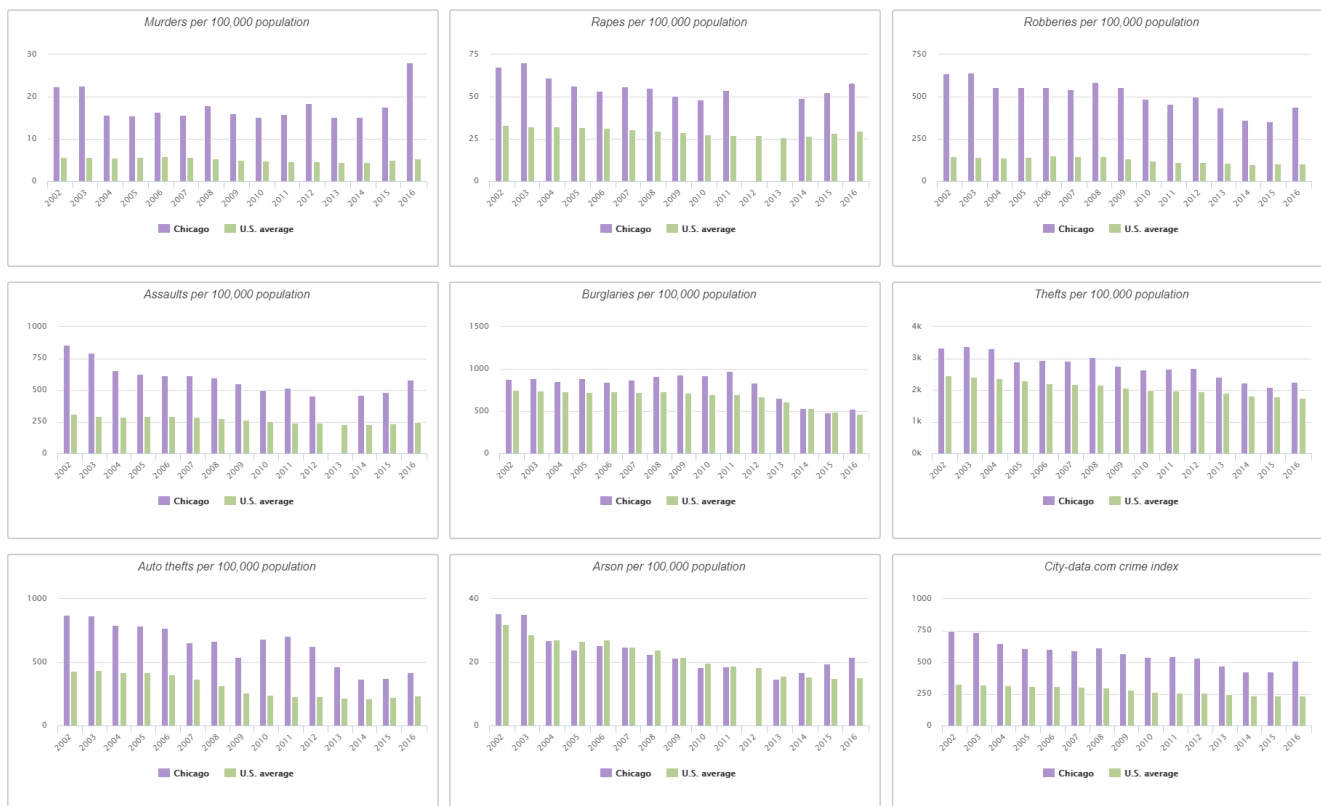 Murders per 100,000 population
30
20
10
0
2002 2003 2004 2005 2006 2007 2008 2009 2010 2011 2012 2013 2014 2015 2016
Chicago U.S. average
Rapes per 100,000 population
75
50
25
0
2002 2003 2004 2005 2006 2007 2008 2009 2010 2011 2012 2013 2014 2015 2016
Chicago U.S. average
Robberies per 100,000 population
750
500
250
0
2002 2003 2004 2005 2006 2007 2008 2009 2010 2011 2012 2013 2014 2015 2016
Chicago U.S. average
Assaults per 100,000 population
1000
750
500
250
0
2002 2003 2004 2005 2006 2007 2008 2009 2010 2011 2012 2013 2014 2015 2016
Chicago U.S. average
Burglaries per 100,000 population
1500
1000
500
0
2002 2003 2004 2005 2006 2007 2008 2009 2010 2011 2012 2013 2014 2015 2016
Chicago U.S. average
Thefts per 100,000 population
4k
3k
2k
1k
0k
2002 2003 2004 2005 2006 2007 2008 2009 2010 2011 2012 2013 2014 2015 2016
Chicago U.S. average
Auto thefts per 100,000 population
1000
500
0
2002 2003 2004 2005 2006 2007 2008 2009 2010 2011 2012 2013 2014 2015 2016
Chicago U.S. average
Arson per 100,000 population
40
20
0
2002 2003 2004 2005 2006 2007 2008 2009 2010 2011 2012 2013 2014 2015 2016
Chicago U.S. average
City-data.com crime index
1000
750
500
250
0
2002 2003 2004 2005 2006 2007 2008 2009 2010 2011 2012 2013 2014 2015 2016
Chicago U.S. average